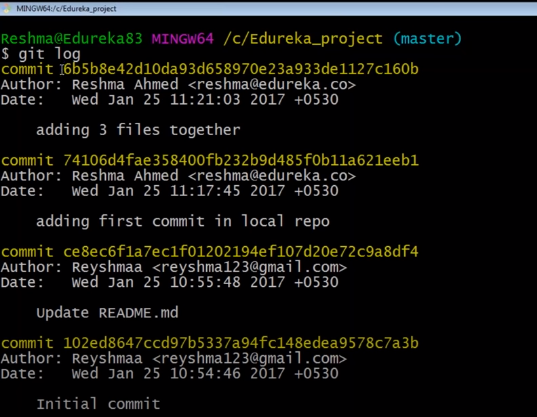 MINGW64:/c/Edureka_project
Reshma@Edureka83 MINGW64 /c/Edureka_project (master)
$ git log
commit 6b5b8e42d10da93d658970e23a933de1127c160b
Author: Reshma Ahmed <reshma@edureka.co>
Date:   Wed Jan 25 11:21:03 2017 +0530
adding 3 files together
commit 74106d4fae358400fb232b9d485f0b11a621eeb1
Author: Reshma Ahmed <reshma@edureka.co>
Date:   Wed Jan 25 11:17:45 2017 +0530
adding first commit in local repo
commit ce8ec6f1a7ec1f01202194ef107d20e72c9a8df4
Author: Reyshmaa <reyshma123@gmail.com>
Date:   Wed Jan 25 10:55:48 2017 +0530
Update README.md
commit 102ed8647ccd97b5337a94fc148edea9578c7a3b
Author: Reyshmaa <reyshma123@gmail.com>
Date:   Wed Jan 25 10:54:46 2017 +0530
Initial commit